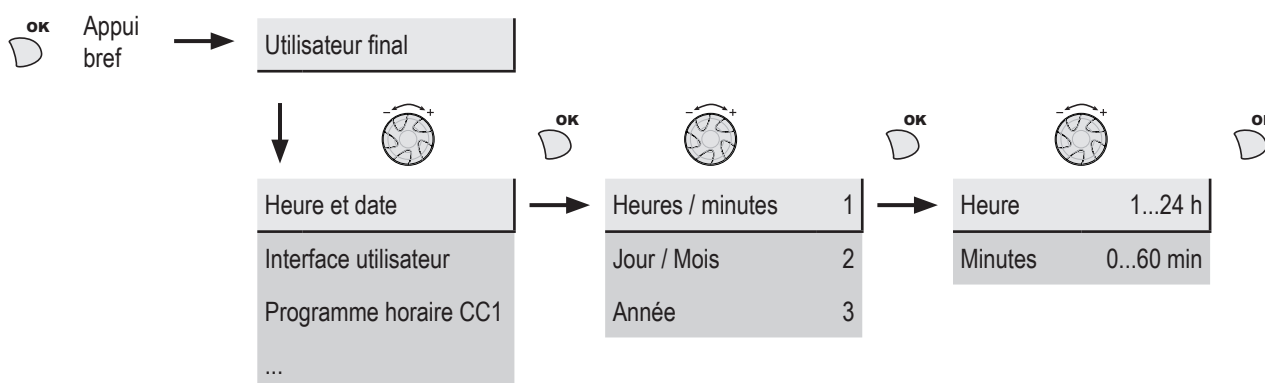 OK
Appui
bref
Utilisateur final
- +
OK
- +
OK
- +
OK
Heure et date
Heures / minutes 1
Heure 1...24 h
Interface utilisateur
Jour / Mois 2
Minutes 0...60 min
Programme horaire CC1
Année 3
...